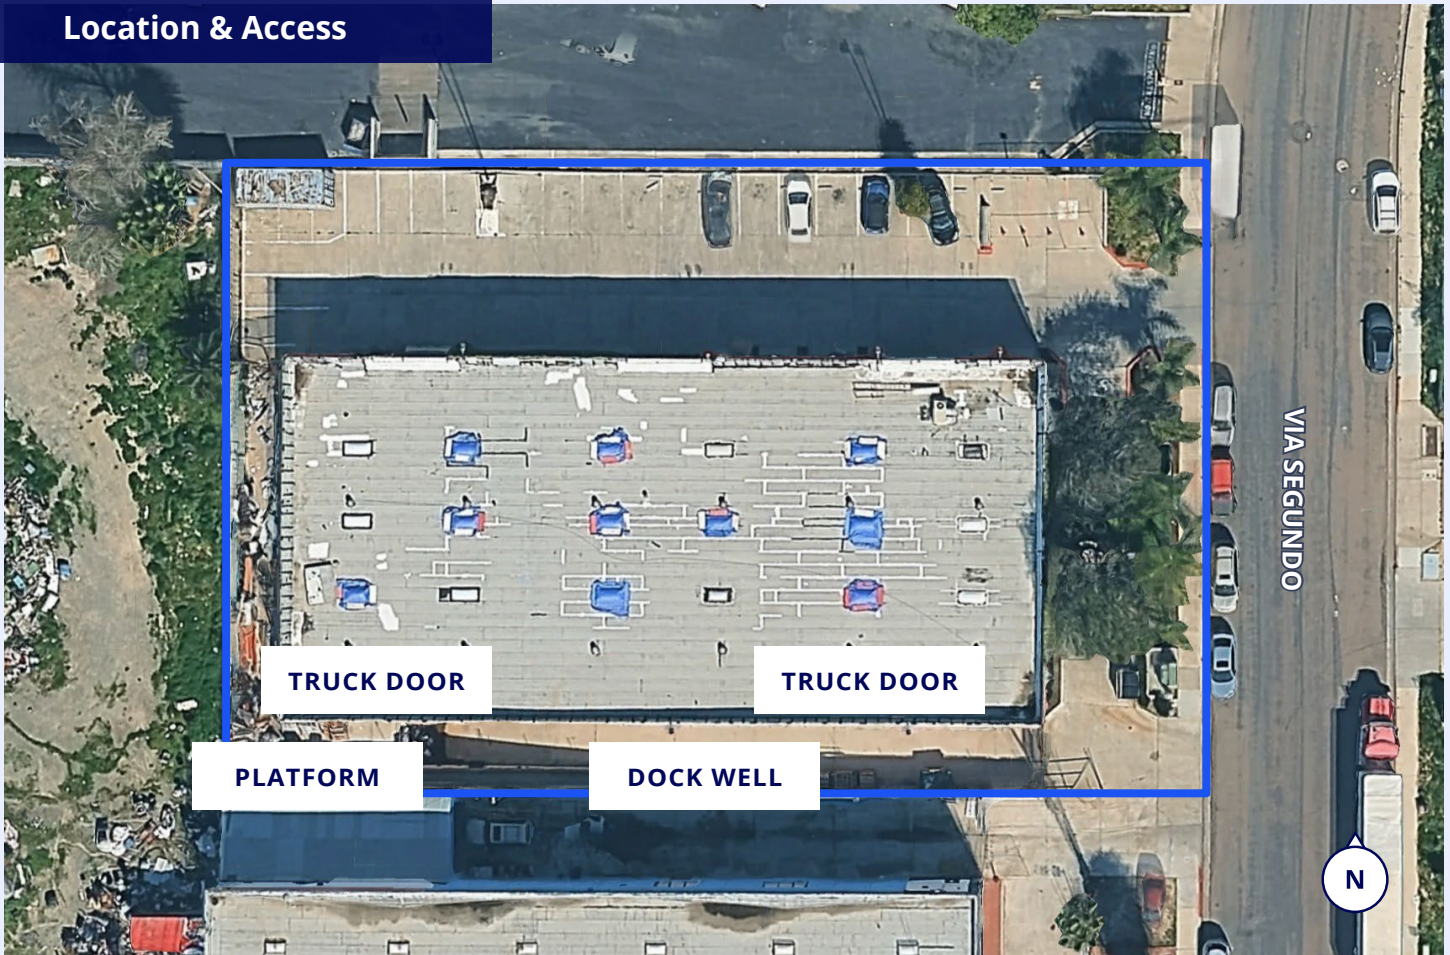 Location & Access
VIA SEGUNDO
TRUCK DOOR
TRUCK DOOR
PLATFORM
DOCK WELL
N